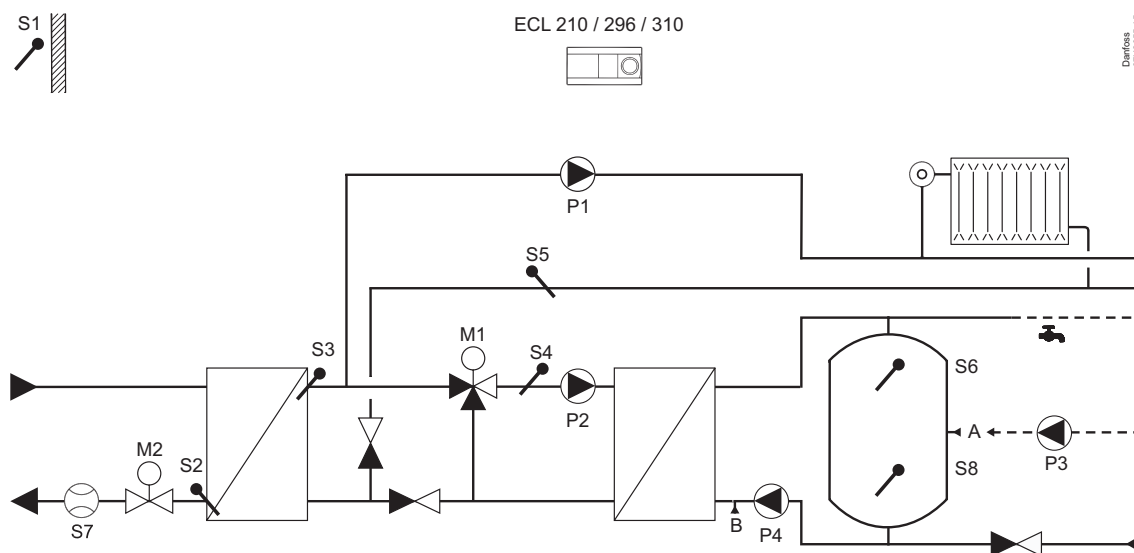 S1
ECL 210 / 296 / 310
Danfoss
P1
S5
M1
S3
S4
S6
P2
A
M2
S2
P3
S8
S7
B
P4